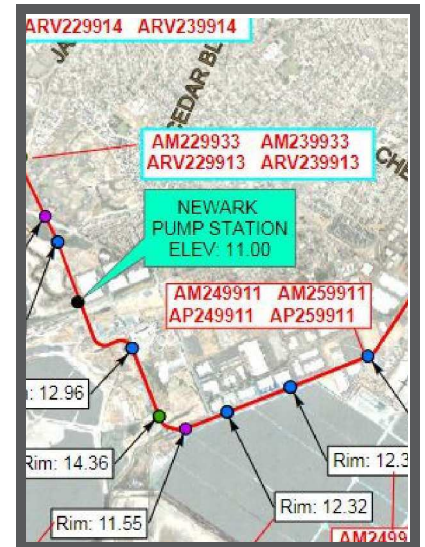 ARV229914 ARV239914
CEDAR BL
AM229933 AM239933
ARV229913 ARV239913
NEWARK
PUMP STATION
ELEV: 11.00
AM249911 AM259911
AP249911 AP259911
: 12.96
Rim: 14.36
Rim: 12.3
Rim: 12.32
Rim: 11.55
AM2499